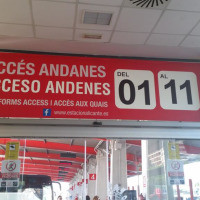 ACCÉS ANDANES
ACCESO ANDENES
DEL 01
AL 11
FORMS ACCESS | ACCÈS AUX QUAIS
www.estacionalicante.es